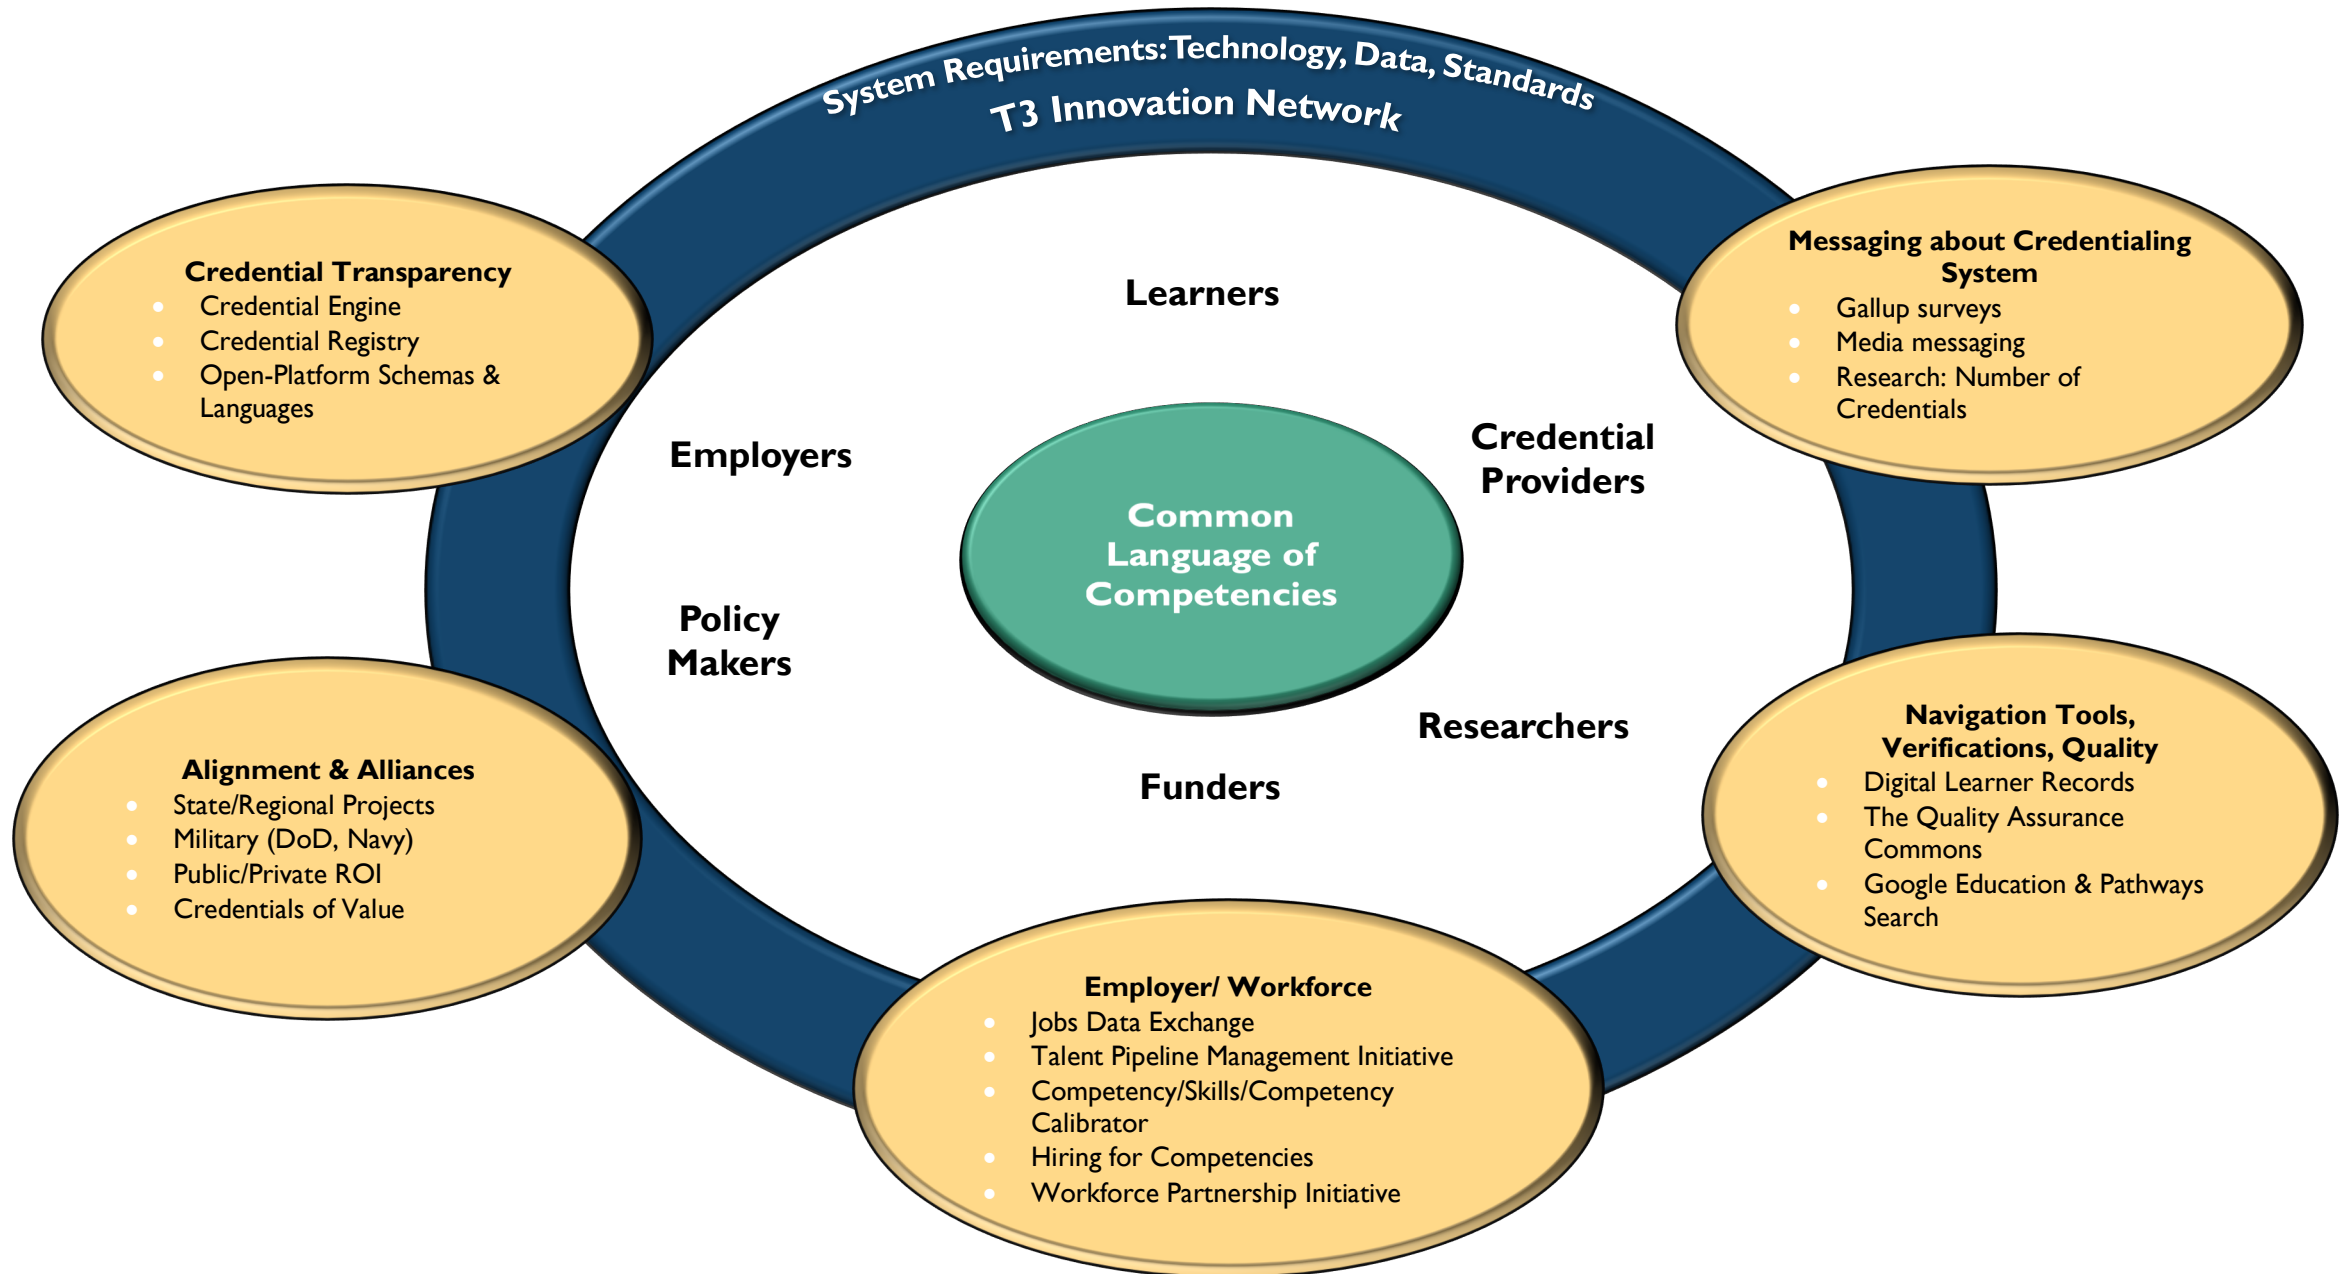 System Requirements: Technology, Data, Standards
T3 Innovation Network
Credential Transparency
Credential Engine
Credential Registry
Open-Platform Schemas &
Languages
Messaging about Credentialing
System
Gallup surveys
Media messaging
Research: Number of
Credentials
Learners
Employers
Credential
Providers
Common
Language of
Competencies
Policy
Makers
Researchers
Funders
Alignment & Alliances
State/Regional Projects
Military (DoD, Navy)
Public/Private ROI
Credentials of Value
Navigation Tools,
Verifications, Quality
Digital Learner Records
The Quality Assurance
Commons
Google Education & Pathways
Search
Employer/ Workforce
Jobs Data Exchange
Talent Pipeline Management Initiative
Competency/Skills/Competency
Calibrator
Hiring for Competencies
Workforce Partnership Initiative